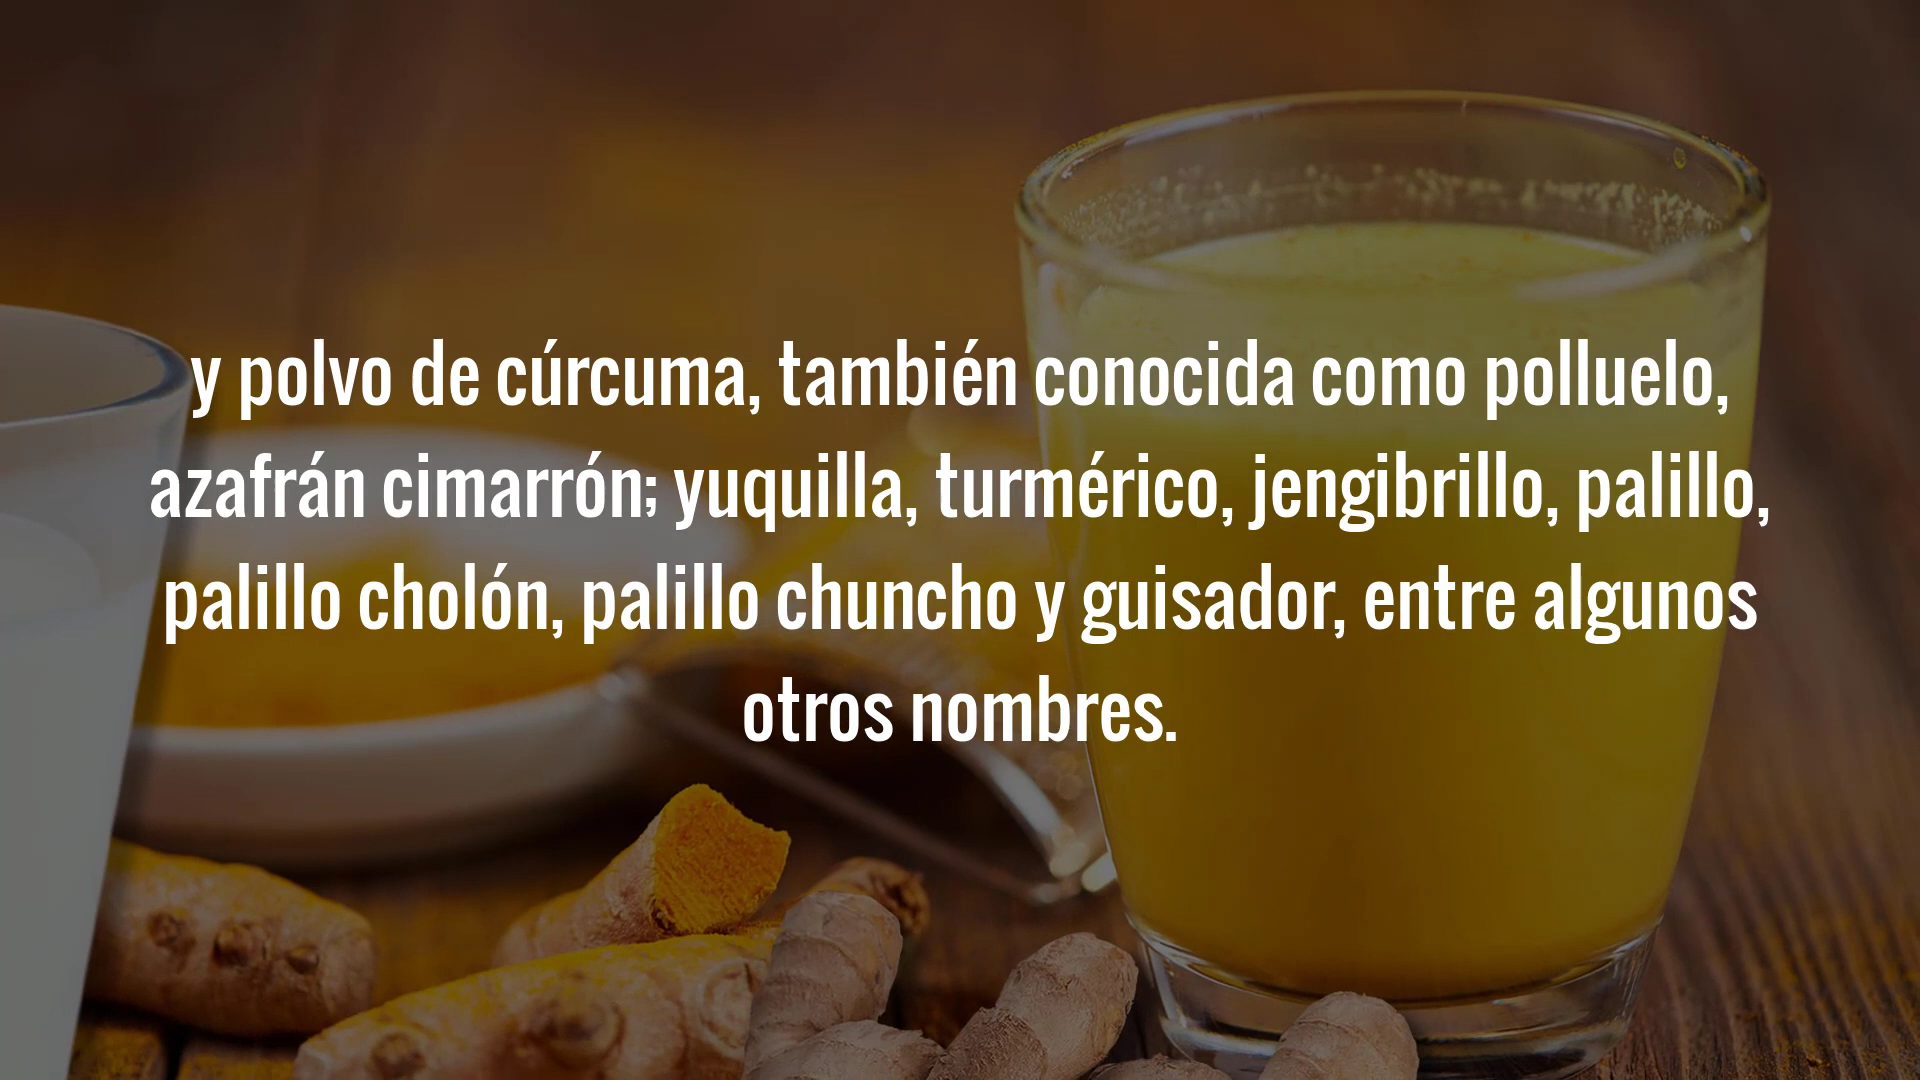 y polvo de cúrcuma, también conocida como polluelo,
azafrán cimarrón; yuquilla, turmérico, jengibrillo, palillo,
palillo cholón, palillo chuncho y guisador, entre algunos
otros nombres.